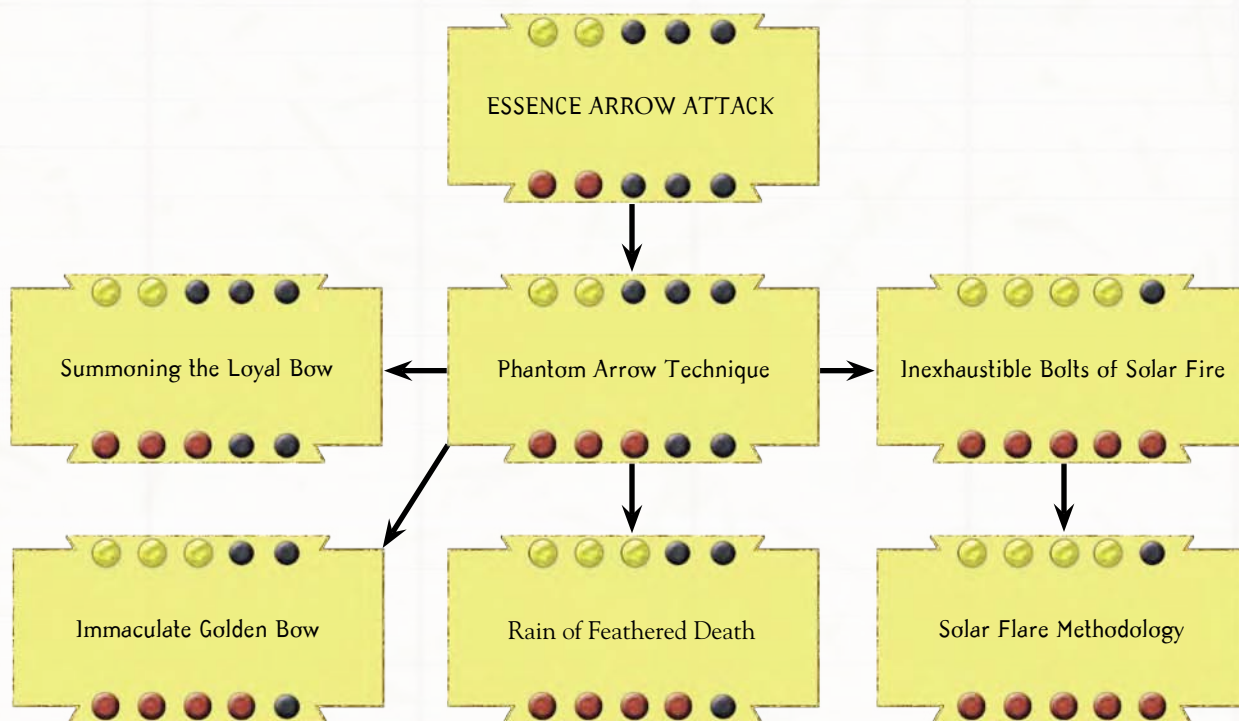 ESSENCE ARROW ATTACK
Summoning the Loyal Bow
Phantom Arrow Technique
Inexhaustible Bolts of Solar Fire
Immaculate Golden Bow
Rain of Feathered Death
Solar Flare Methodology